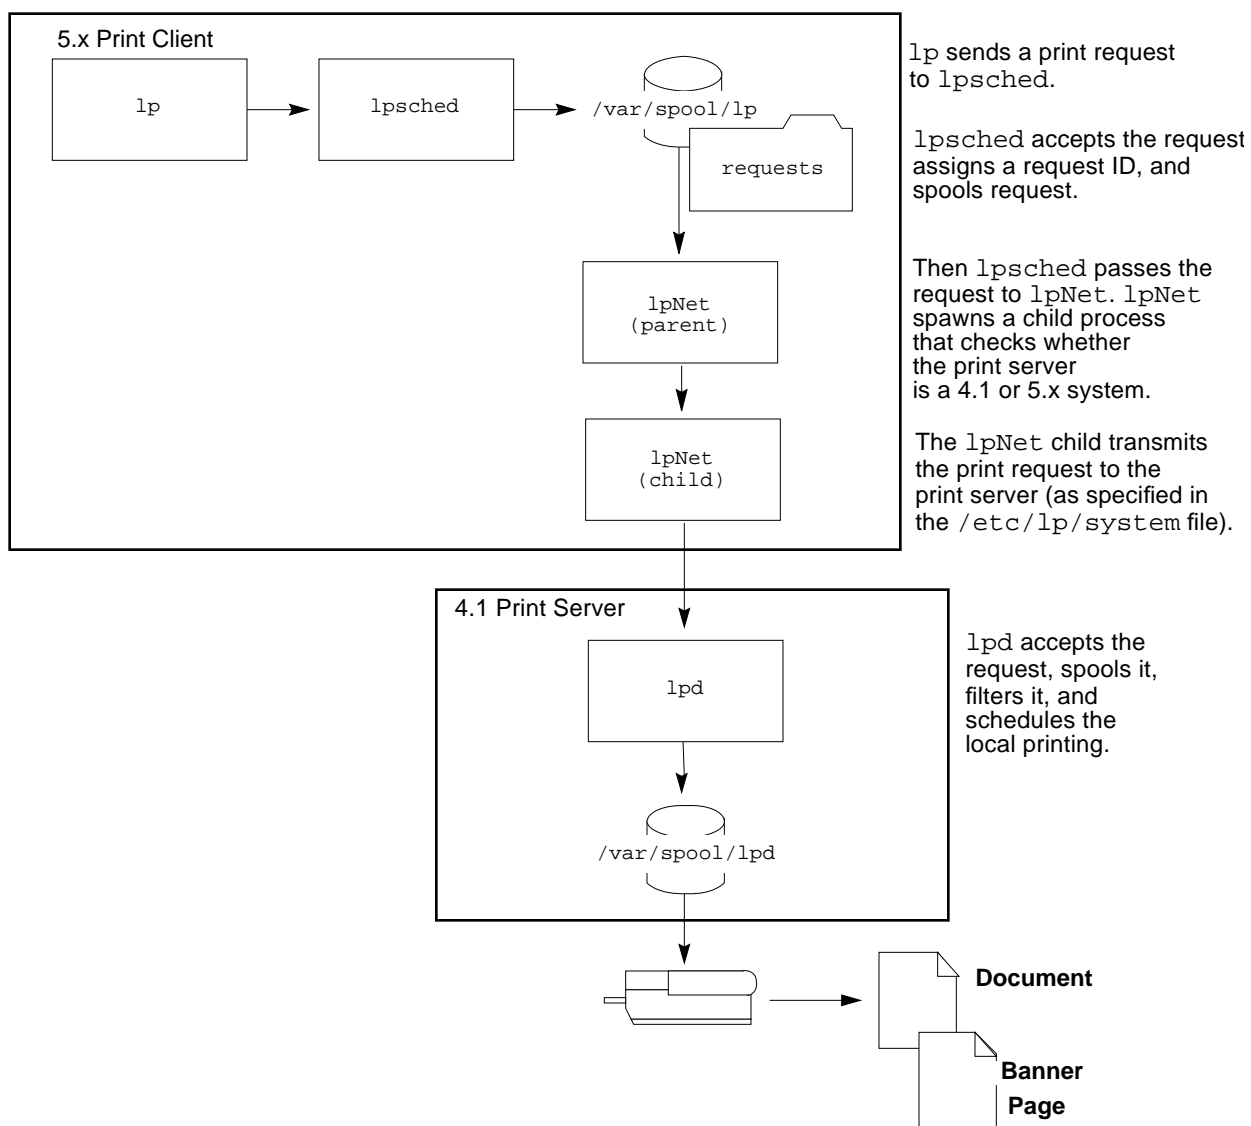 5.x Print Client
lp
lpsched
/var/spool/lp
requests
lp sends a print request
to lpsched.
lpsched accepts the request
assigns a request ID, and
spools request.
lpNet
(parent)
Then lpsched passes the
request to lpNet. lpNet
spawns a child process
that checks whether
the print server
is a 4.1 or 5.x system.
lpNet
(child)
The lpNet child transmits
the print request to the
print server (as specified in
the /etc/lp/system file).
4.1 Print Server
lpd
lpd accepts the
request, spools it,
filters it, and
schedules the
local printing.
/var/spool/lpd
Document
Banner
Page